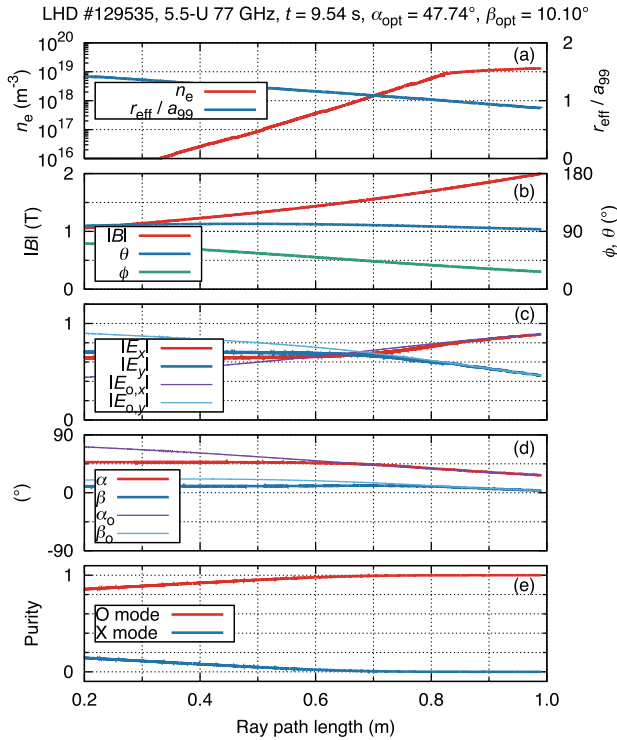 LHD #129535, 5.5-U 77 GHz, t = 9.54 s, αopt = 47.74°, βopt = 10.10°
(a)
ne (m-3)
10^20
10^19
10^18
10^17
10^16
ne
reff / a99
2
1
0
reff / a99
(b)
|B| (T)
2
1
0
|B|
θ
ϕ
180
90
0
ϕ, θ (°)
(c)
1
0
|Ex|
|Ey|
|Eo,x|
|Eo,y|
(d)
(°)
90
0
-90
α
β
αo
βo
(e)
Purity
1
0
O mode
X mode
0.2 0.4 0.6 0.8 1.0
Ray path length (m)